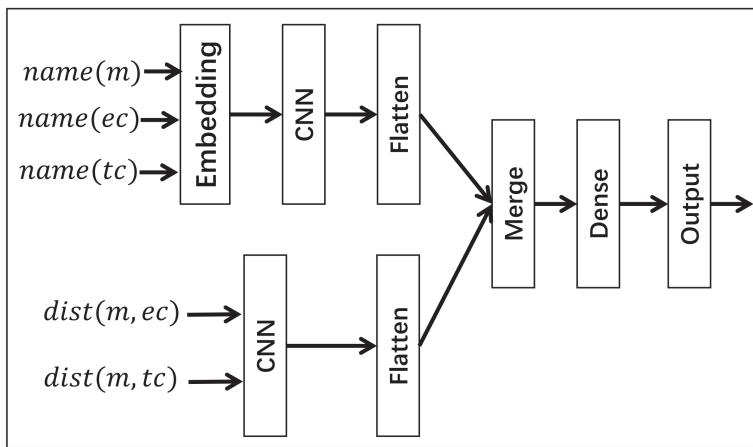 name(m)
name(ec)
name(tc)
Embedding
CNN
Flatten
dist(m, ec)
dist(m, tc)
CNN
Flatten
Merge
Dense
Output